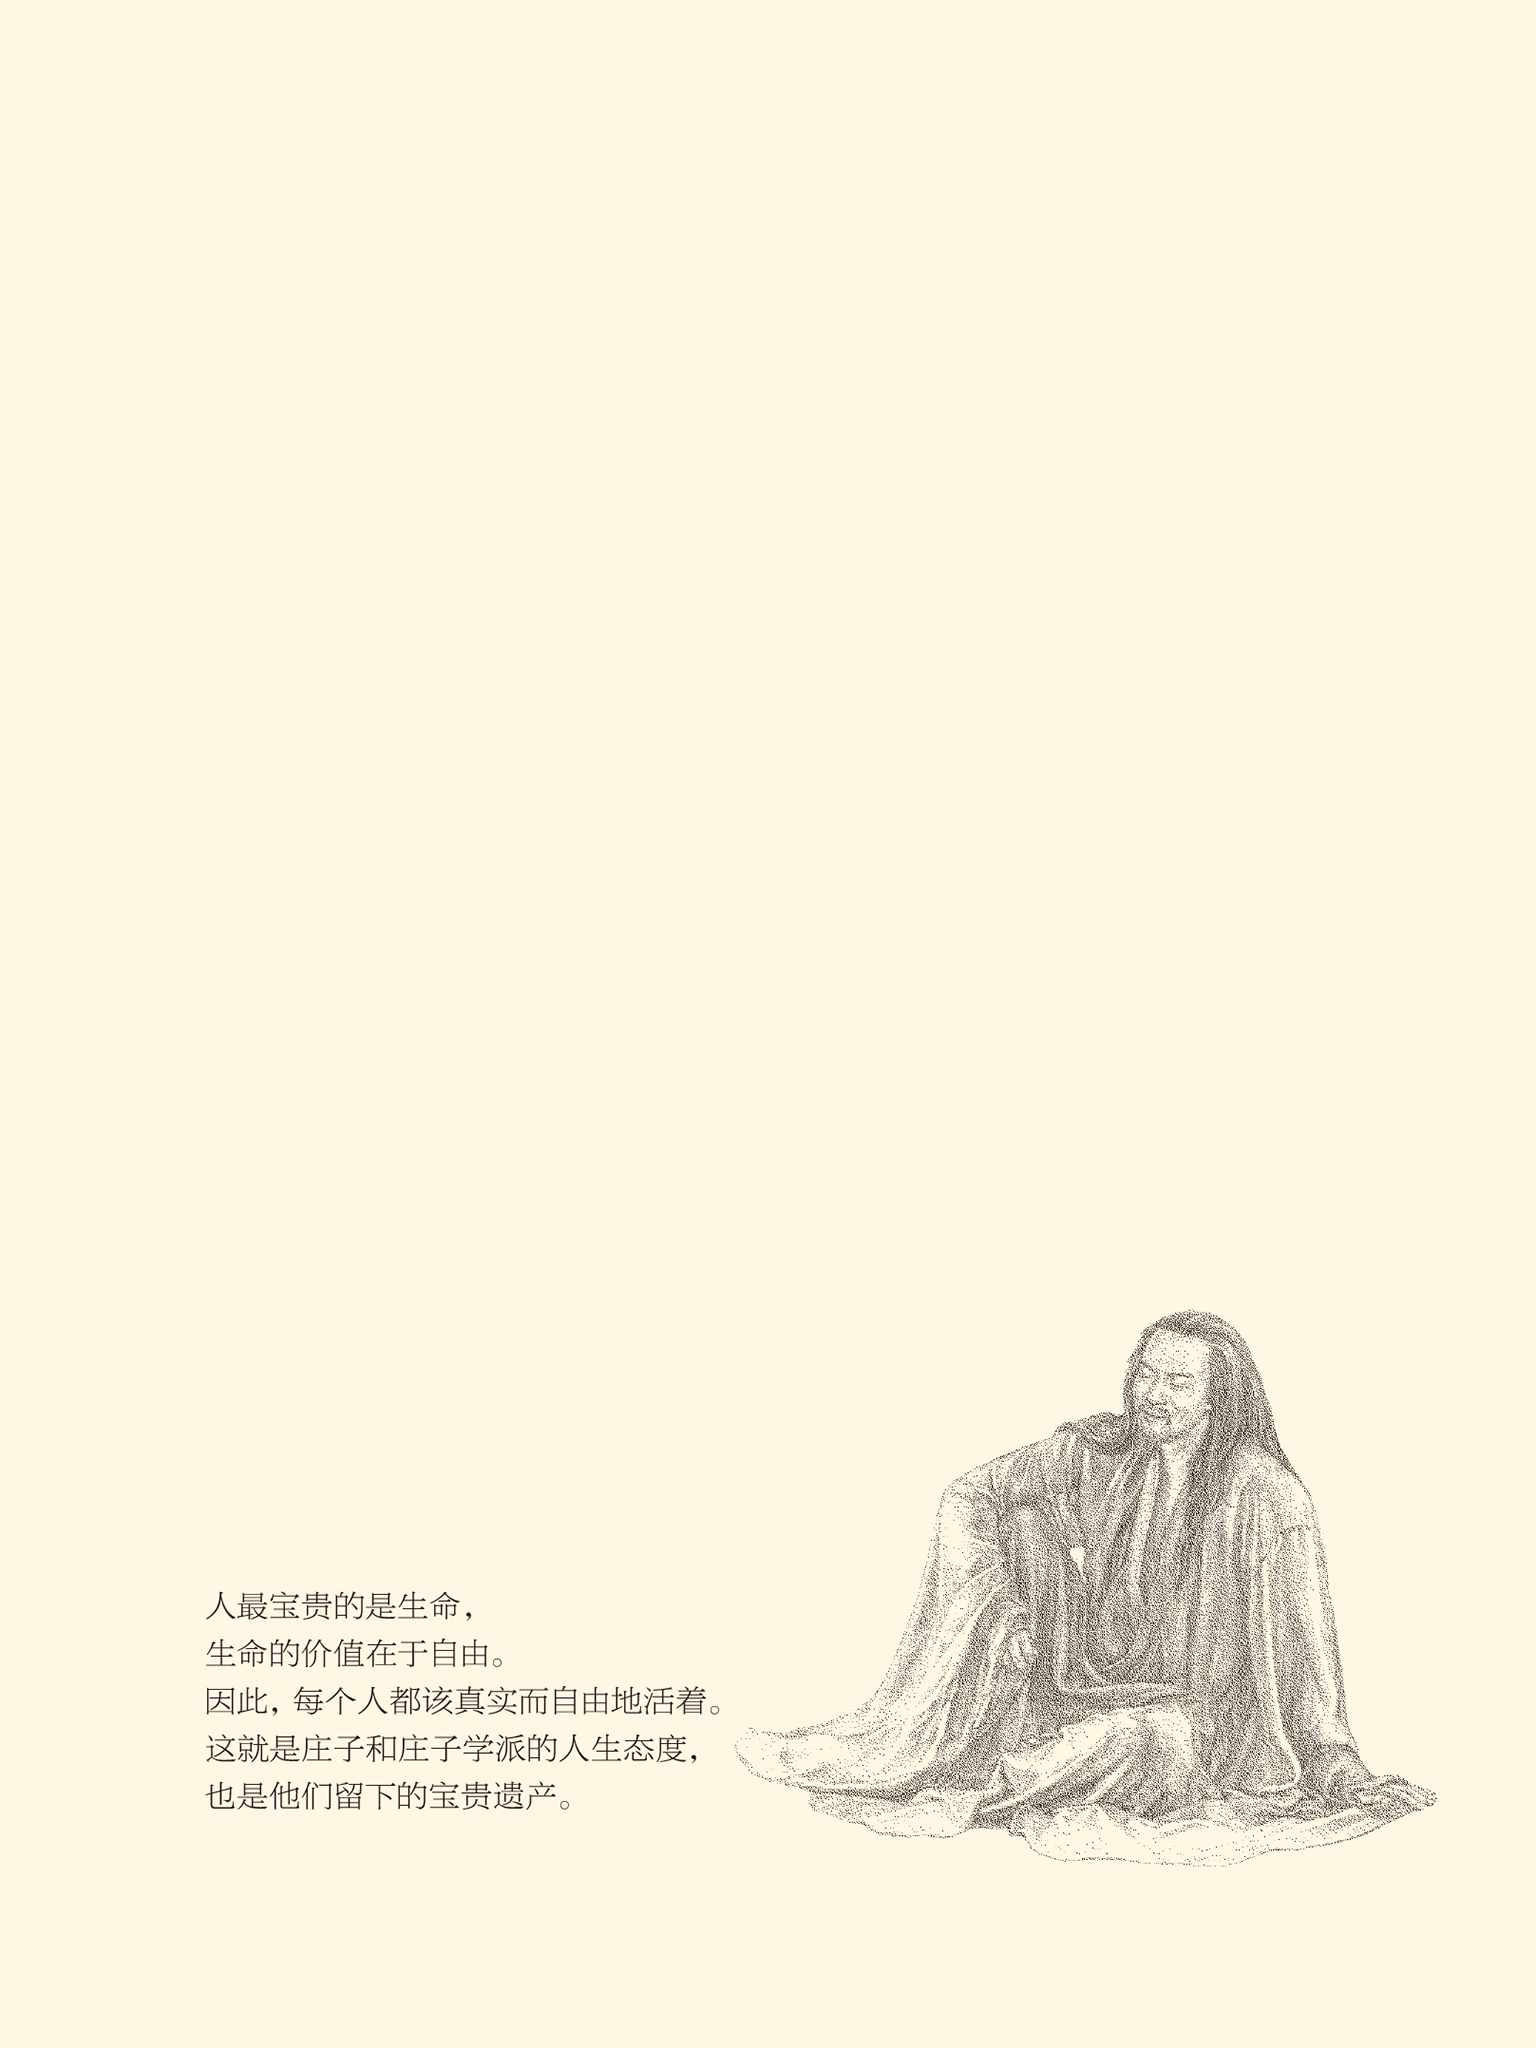 人最宝贵的是生命，
生命的价值在于自由。
因此，每个人都该真实而自由地活着。
这就是庄子和庄子学派的人生态度，
也是他们留下的宝贵遗产。